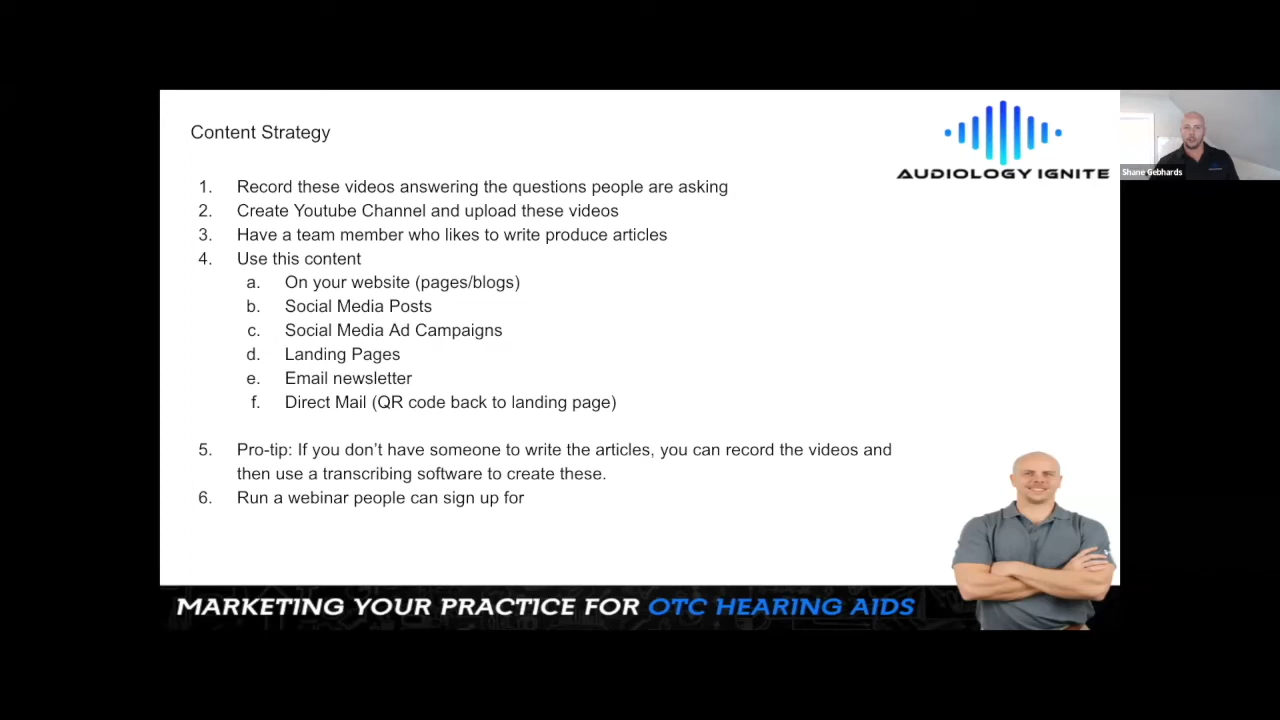 Content Strategy
AUDIOLOGY IGNITE
Shane Gebhards
1. Record these videos answering the questions people are asking
2. Create Youtube Channel and upload these videos
3. Have a team member who likes to write produce articles
4. Use this content
a. On your website (pages/blogs)
b. Social Media Posts
c. Social Media Ad Campaigns
d. Landing Pages
e. Email newsletter
f. Direct Mail (QR code back to landing page)
5. Pro-tip: If you don’t have someone to write the articles, you can record the videos and
then use a transcribing software to create these.
6. Run a webinar people can sign up for
MARKETING YOUR PRACTICE FOR OTC HEARING AIDS